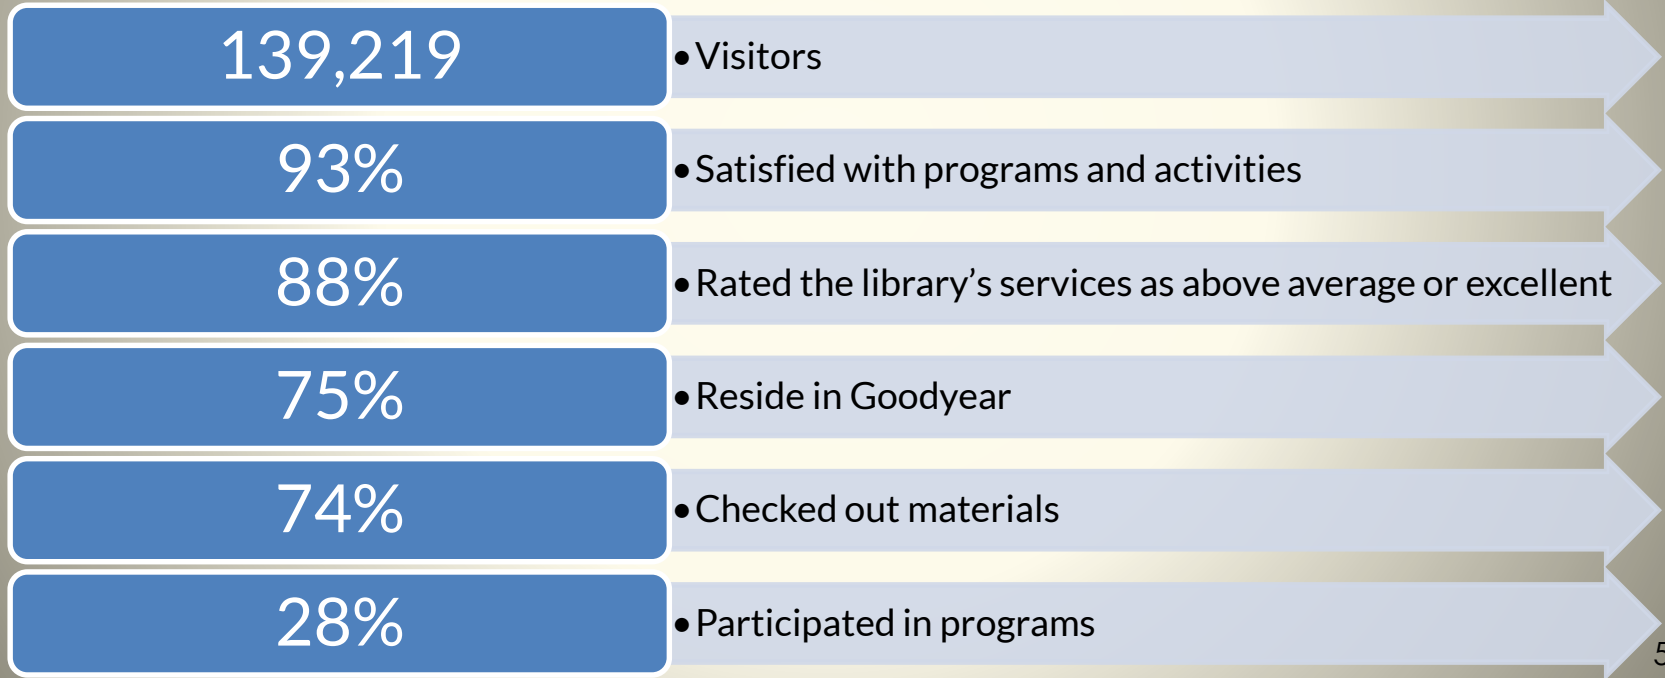 139,219
•Visitors
93%
•Satisfied with programs and activities
88%
•Rated the library’s services as above average or excellent
75%
•Reside in Goodyear
74%
•Checked out materials
28%
•Participated in programs
5